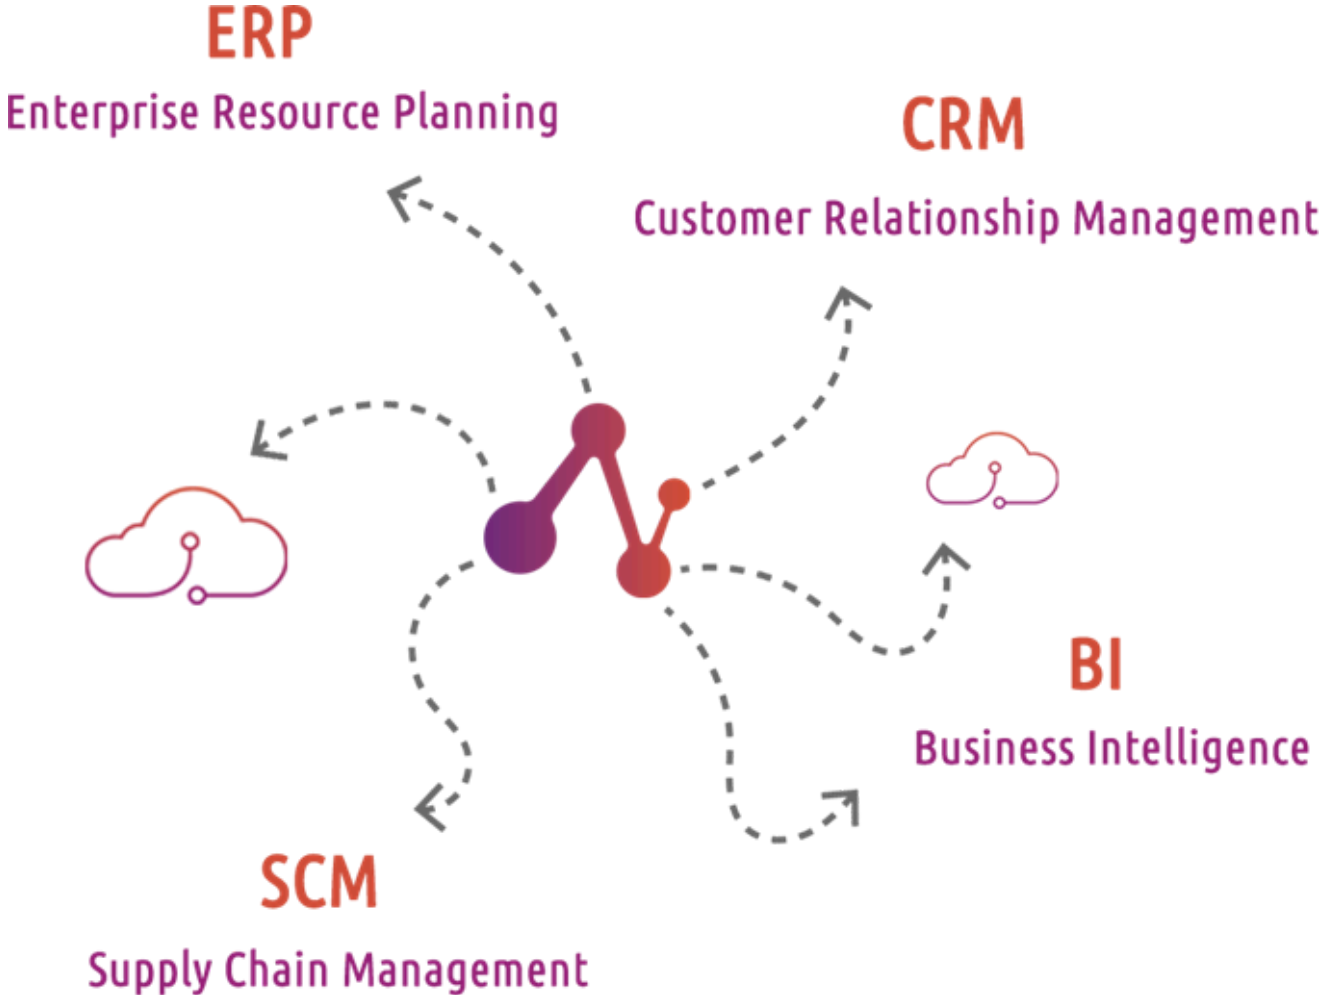 ERP
Enterprise Resource Planning
CRM
Customer Relationship Management
BI
Business Intelligence
SCM
Supply Chain Management